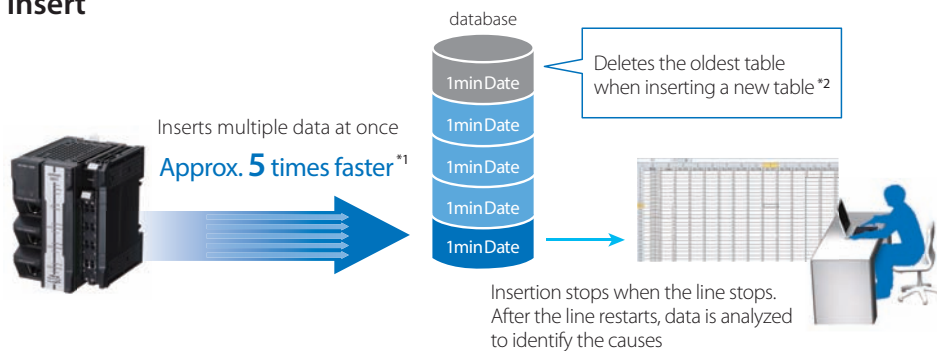 Insert
database
1min Date
Deletes the oldest table
when inserting a new table*2
1min Date
Inserts multiple data at once
Approx. 5 times faster*1
1min Date
1min Date
1min Date
Insertion stops when the line stops.
After the line restarts, data is analyzed
to identify the causes